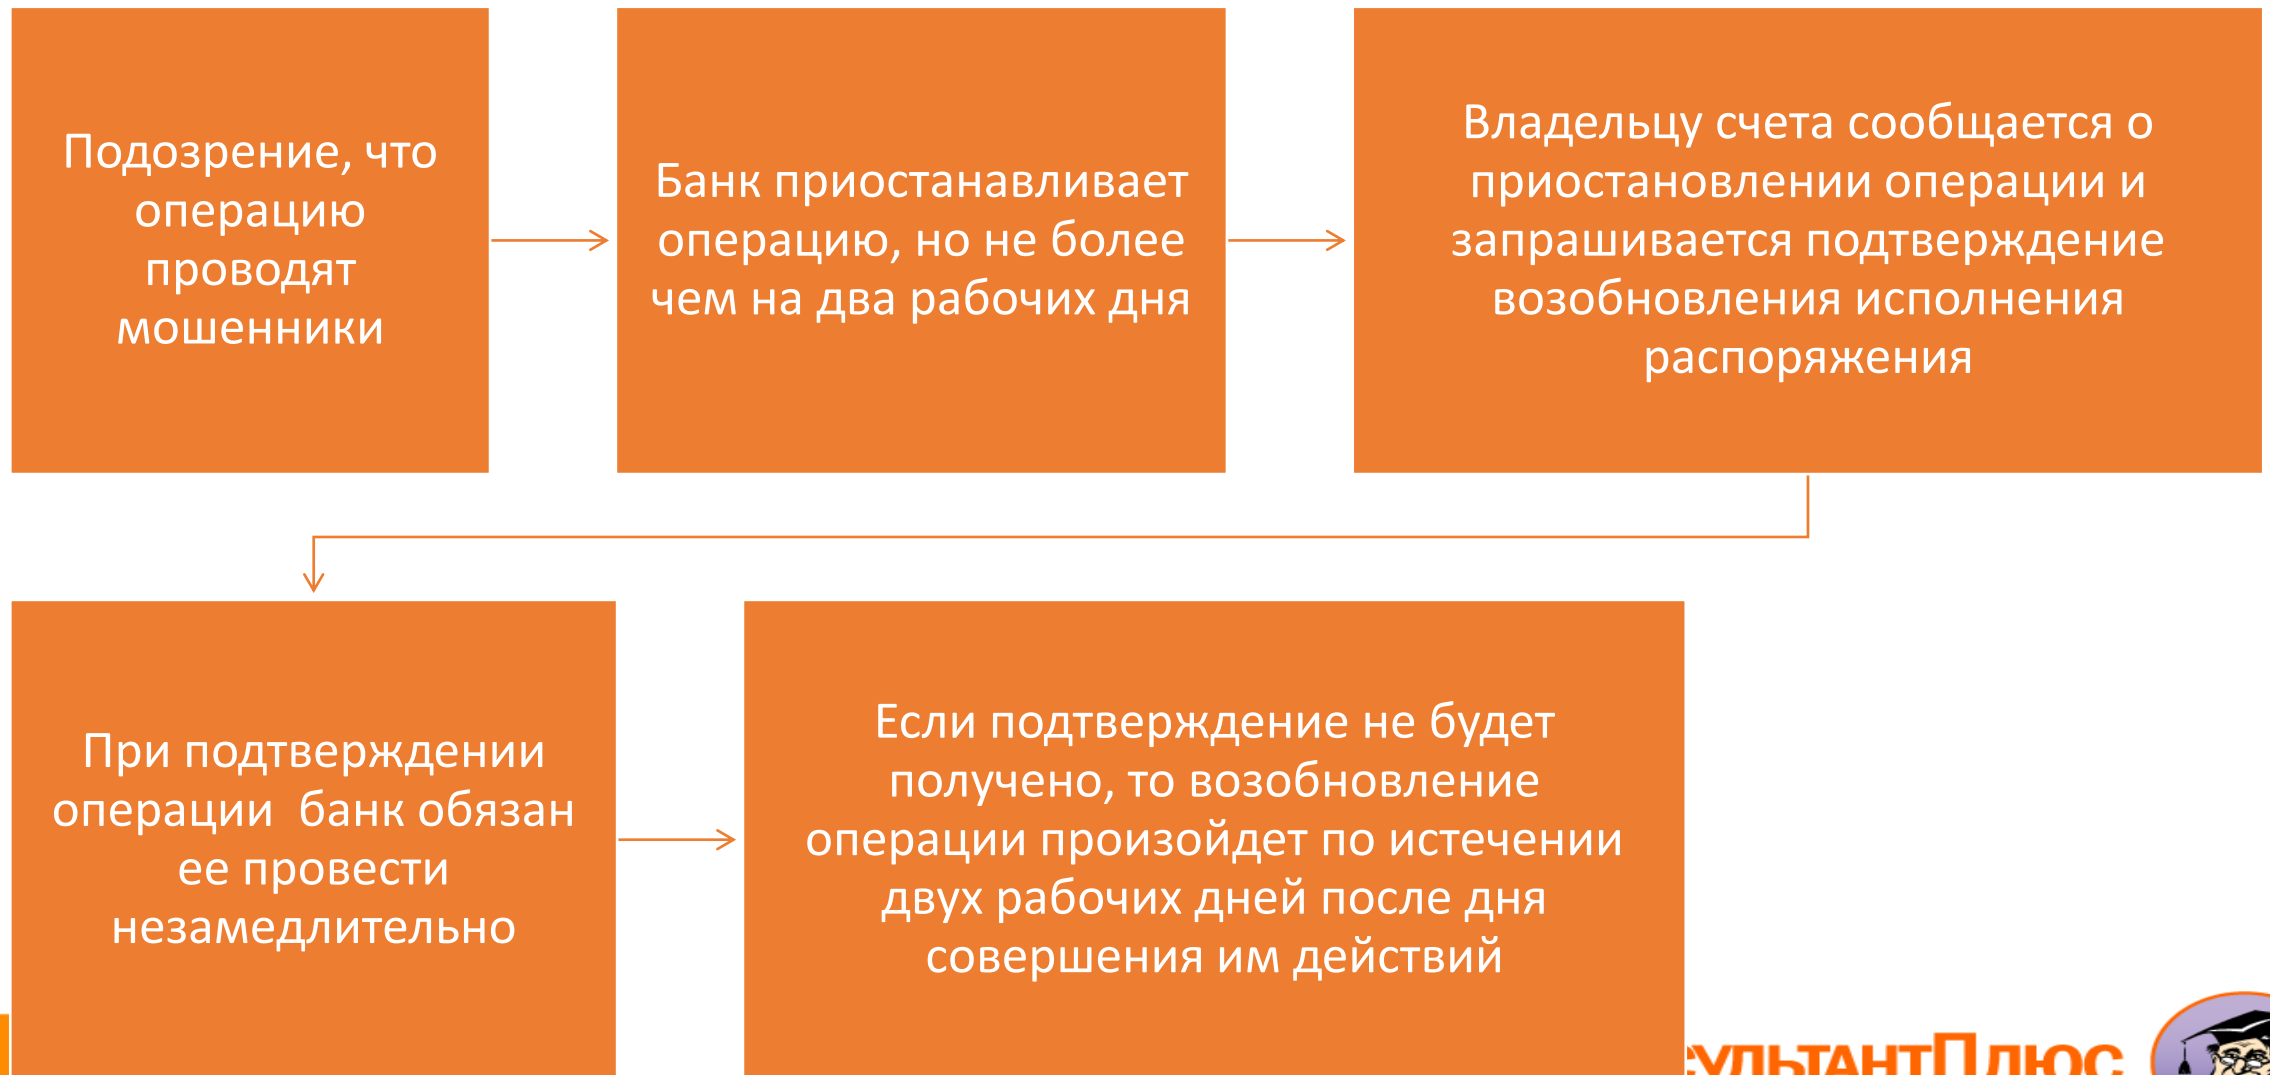 Подозрение, что
операцию
проводят
мошенники
Банк приостанавливает
операцию, но не более
чем на два рабочих дня
Владельцу счета сообщается о
приостановлении операции и
запрашивается подтверждение
возобновления исполнения
распоряжения
При подтверждении
операции  банк обязан
ее провести
незамедлительно
Если подтверждение не будет
получено, то возобновление
операции произойдет по истечении
двух рабочих дней после дня
совершения им действий
СУЛЬТАНТПЛЮС